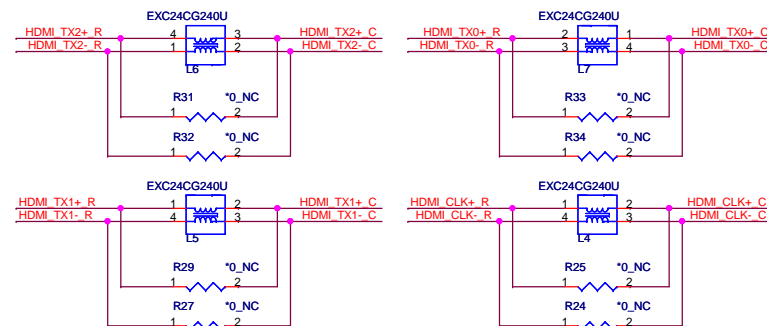 EXC24CG240U EXC24CG240U
HDMI_TX2+_R 4 3 HDMI_TX2+_C HDMI_TX0+_R 2 1 HDMI_TX0+_C
HDMI_TX2-_R 1 2 HDMI_TX2-_C HDMI_TX0-_R 3 4 HDMI_TX0-_C
L6 L7
R31 *0_NC R33 *0_NC
1 2 1 2
R32 *0_NC R34 *0_NC
1 2 1 2
EXC24CG240U EXC24CG240U
HDMI_TX1+_R 1 2 HDMI_TX1+_C HDMI_CLK+_R 1 2 HDMI_CLK+_C
HDMI_TX1-_R 4 3 HDMI_TX1-_C HDMI_CLK-_R 4 3 HDMI_CLK-_C
L5 L4
R29 *0_NC R25 *0_NC
1 2 1 2
R27 *0_NC R24 *0_NC
1 2 1 2